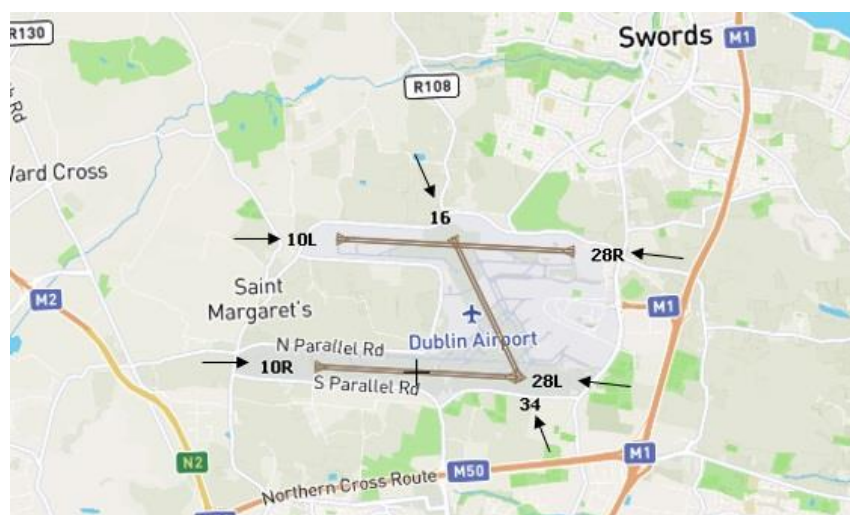 R130
Swords
M1
R108
Ward Cross
16
10L
28R
Saint
Margaret's
M2
M1
Dublin Airport
N Parallel Rd
10R
28L
S Parallel Rd
34
N2
M1
M50
Northern Cross Route